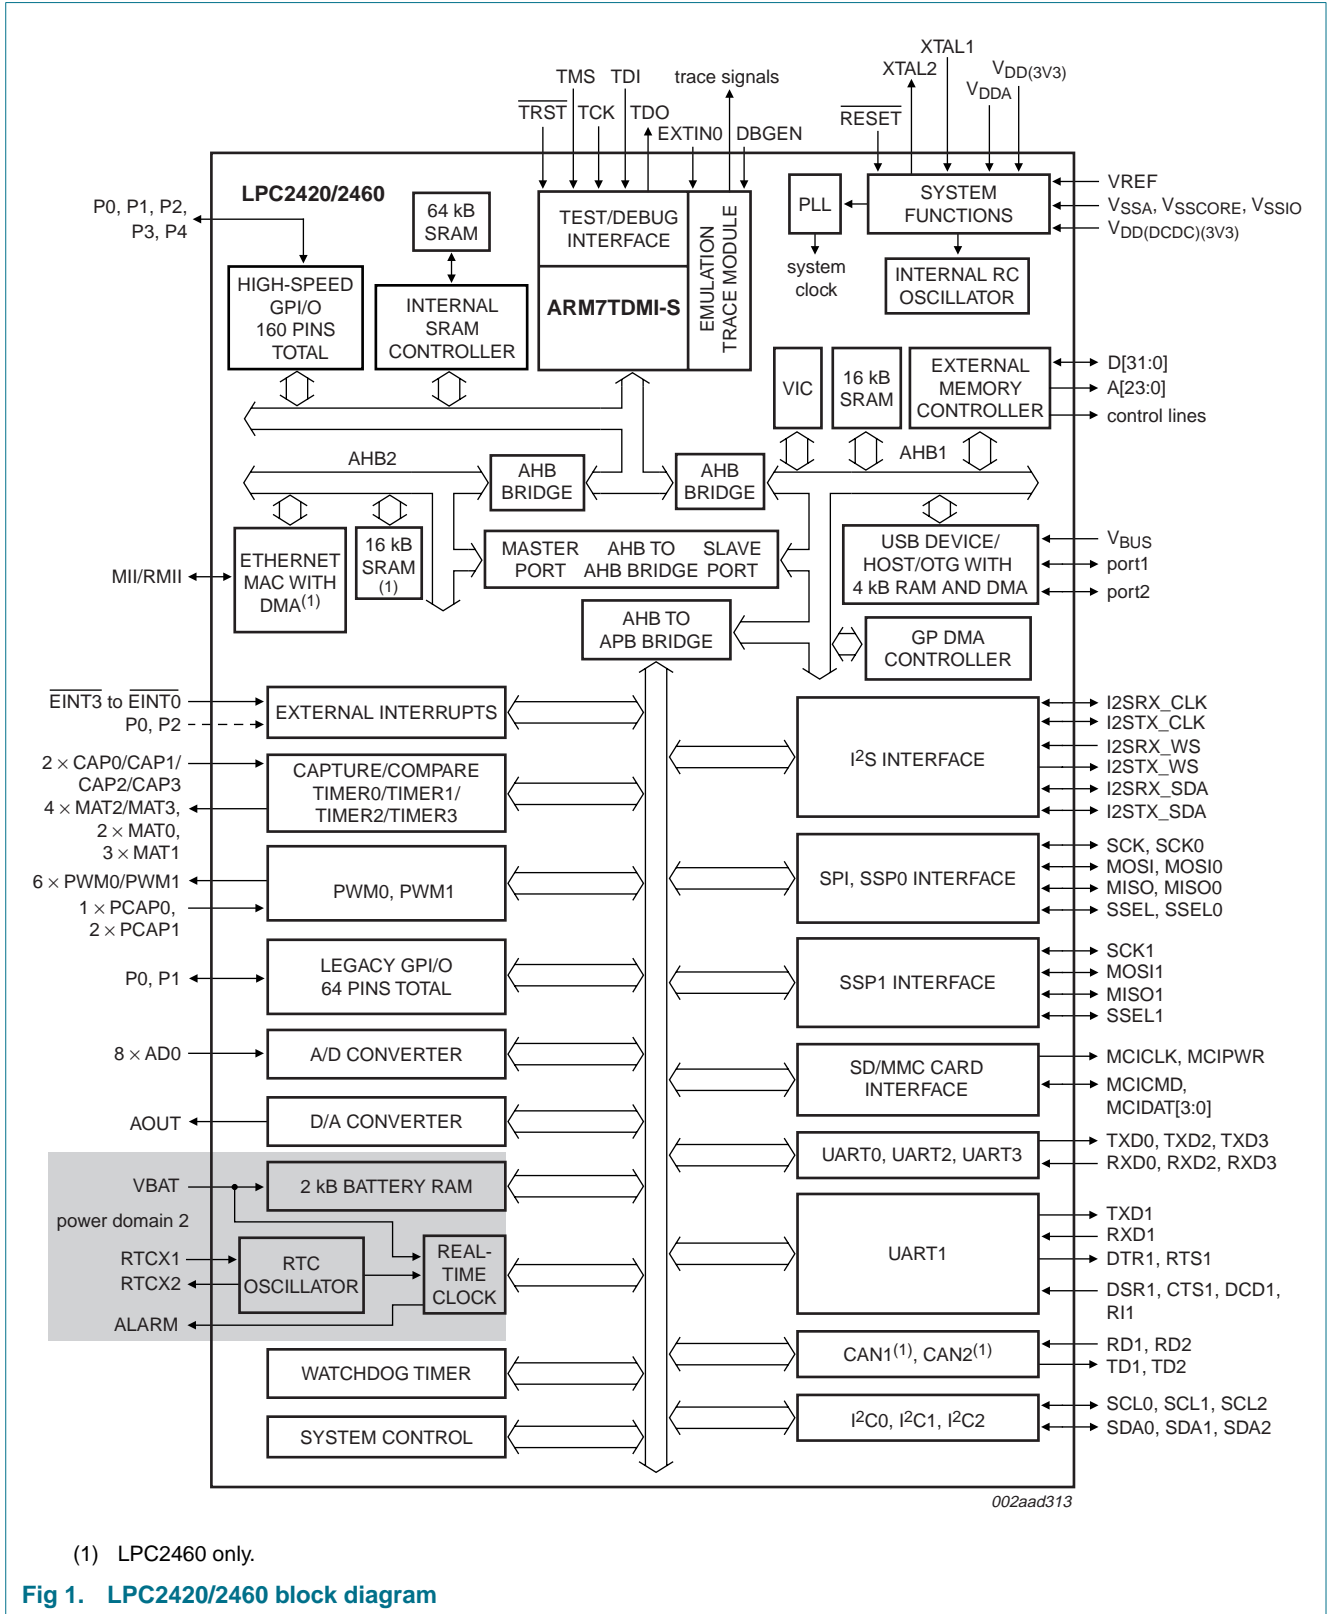 XTAL1
XTAL2
VDD(3V3)
VDDA
RESET
TMS
TDI
trace signals
TRST
TCK
TDO
EXTIN0
DBGEN
LPC2420/2460
P0, P1, P2,
P3, P4
64 kB
SRAM
TEST/DEBUG
INTERFACE
EMULATION
TRACE MODULE
PLL
SYSTEM
FUNCTIONS
VREF
VSSA, VSSCORE, VSSIO
VDD(DCDC)(3V3)
system
clock
INTERNAL RC
OSCILLATOR
HIGH-SPEED
GPI/O
160 PINS
TOTAL
INTERNAL
SRAM
CONTROLLER
ARM7TDMI-S
VIC
16 kB
SRAM
EXTERNAL
MEMORY
CONTROLLER
D[31:0]
A[23:0]
control lines
AHB2
AHB
BRIDGE
AHB
BRIDGE
AHB1
ETHERNET
MAC WITH
DMA(1)
16 kB
SRAM
(1)
MII/RMII
MASTER
PORT
AHB TO
AHB BRIDGE
SLAVE
PORT
USB DEVICE/
HOST/OTG WITH
4 kB RAM AND DMA
VBUS
port1
port2
AHB TO
APB BRIDGE
GP DMA
CONTROLLER
EINT3 to EINT0
P0, P2
EXTERNAL INTERRUPTS
I2S INTERFACE
I2SRX_CLK
I2STX_CLK
I2SRX_WS
I2STX_WS
I2SRX_SDA
I2STX_SDA
2 × CAP0/CAP1/
CAP2/CAP3
4 × MAT2/MAT3,
2 × MAT0,
3 × MAT1
CAPTURE/COMPARE
TIMER0/TIMER1/
TIMER2/TIMER3
6 × PWM0/PWM1
1 × PCAP0,
2 × PCAP1
PWM0, PWM1
SPI, SSP0 INTERFACE
SCK, SCK0
MOSI, MOSI0
MISO, MISO0
SSEL, SSEL0
P0, P1
LEGACY GPI/O
64 PINS TOTAL
SSP1 INTERFACE
SCK1
MOSI1
MISO1
SSEL1
8 × AD0
A/D CONVERTER
SD/MMC CARD
INTERFACE
MCICLK, MCIPWR
MCICMD,
MCIDAT[3:0]
AOUT
D/A CONVERTER
UART0, UART2, UART3
TXD0, TXD2, TXD3
RXD0, RXD2, RXD3
VBAT
2 kB BATTERY RAM
power domain 2
RTCX1
RTCX2
RTC
OSCILLATOR
REAL-
TIME
CLOCK
ALARM
UART1
TXD1
RXD1
DTR1, RTS1
DSR1, CTS1, DCD1,
RI1
WATCHDOG TIMER
CAN1(1), CAN2(1)
RD1, RD2
TD1, TD2
SYSTEM CONTROL
I2C0, I2C1, I2C2
SCL0, SCL1, SCL2
SDA0, SDA1, SDA2
002aad313
(1) LPC2460 only.
Fig 1. LPC2420/2460 block diagram